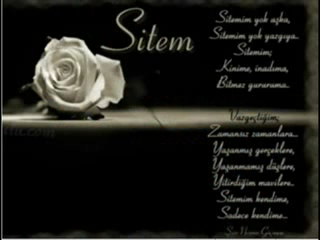 Sitem
Sitemim yok aşka,
Sitemim yok yazgıya..
Sitemim;
Kinime, inadıma,
Bitmez gururuma..
Vazgeçtiğim;
Zamansız zamanlara..
Yaşanmış gerçeklere,
Yaşanmamış düşlere,
Yitirdiğim mavilere..
Sitemim kendime,
Sadece kendime..